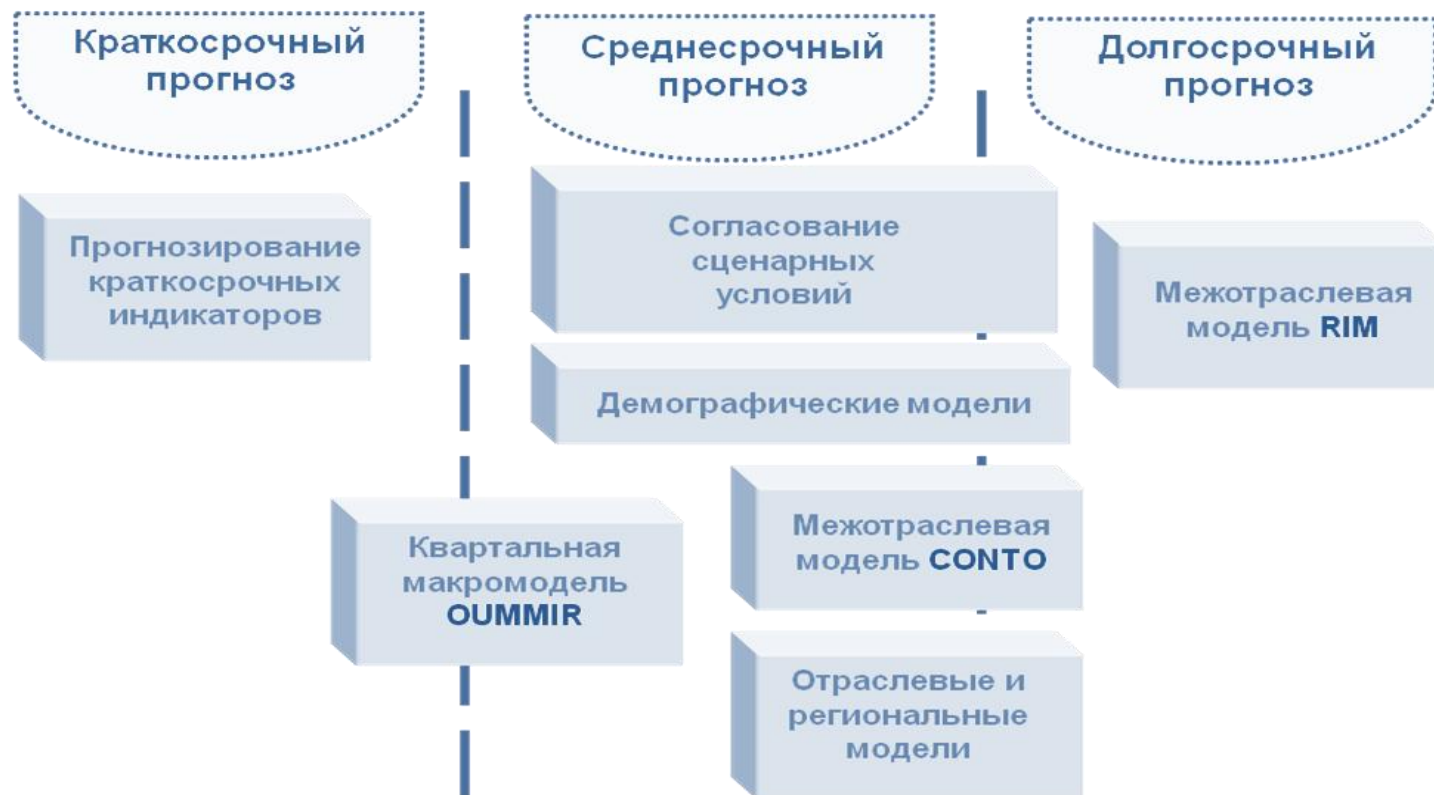 Краткосрочный
прогноз
Среднесрочный
прогноз
Долгосрочный
прогноз
Прогнозирование
краткосрочных
индикаторов
Согласование
сценарных
условий
Межотраслевая
модель RIM
Демографические модели
Квартальная
макромодель
OUMMIR
Межотраслевая
модель CONTO
Отраслевые и
региональные
модели